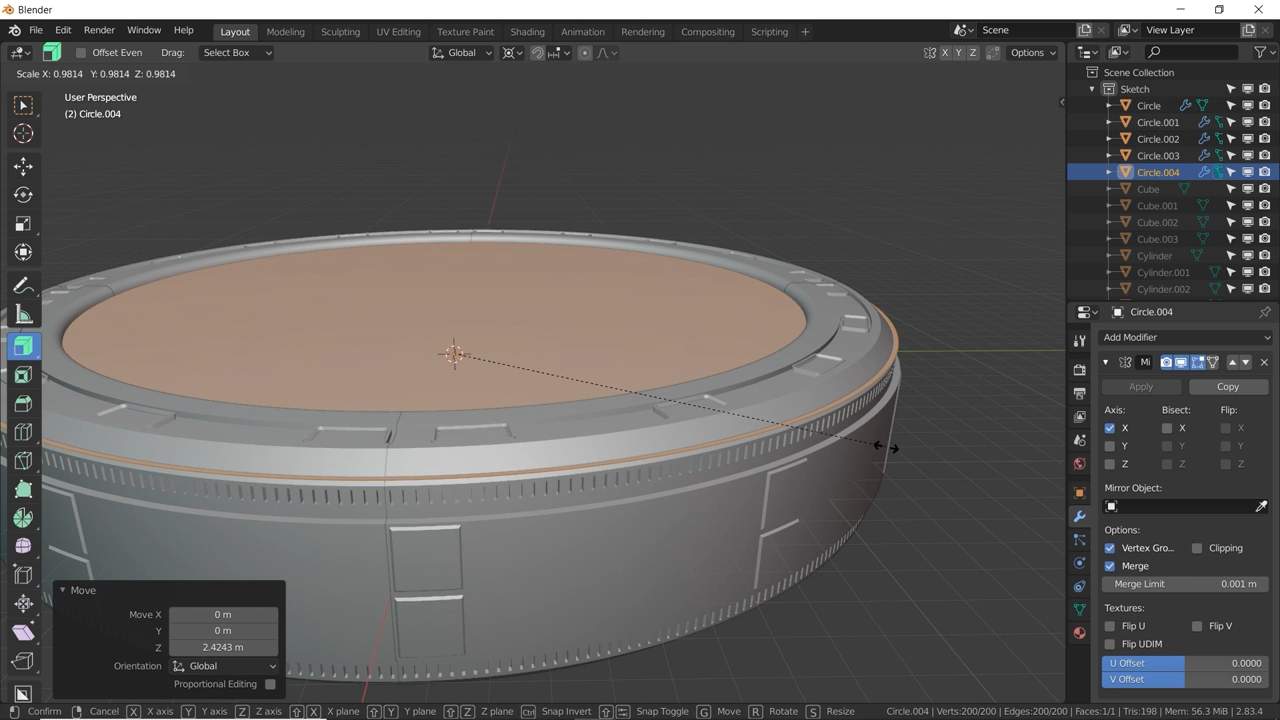 Blender
File Edit Render Window Help Layout Modeling Sculpting UV Editing Texture Paint Shading Animation Rendering Compositing Scripting + Scene View Layer
Offset Even Drag: Select Box Global X Y Z Options
Scale X: 0.9814 Y: 0.9814 Z: 0.9814
Scene Collection
Sketch
User Perspective
(2) Circle.004
Circle
Circle.001
Circle.002
Circle.003
Circle.004
Cube
Cube.001
Cube.002
Cube.003
Cylinder
Cylinder.001
Cylinder.002
Circle.004
Add Modifier
Mi
Apply Copy
Axis: Bisect: Flip:
X X X
Y Y Y
Z Z Z
Mirror Object:
Options:
Vertex Gro... Clipping
Merge
Merge Limit 0.001 m
Textures:
Flip U Flip V
Flip UDIM
U Offset 0.0000
V Offset 0.0000
Move
Move X 0 m
Y 0 m
Z 2.4243 m
Orientation Global
Proportional Editing
Confirm Cancel X X axis Y Y axis Z Z axis X X plane Y Y plane Z Z plane Ctrl Snap Invert Snap Toggle G Move R Rotate S Resize Circle.004 | Verts:200/200 | Edges:200/200 | Faces:1/1 | Tris:198 | Mem: 56.3 MiB | 2.83.4